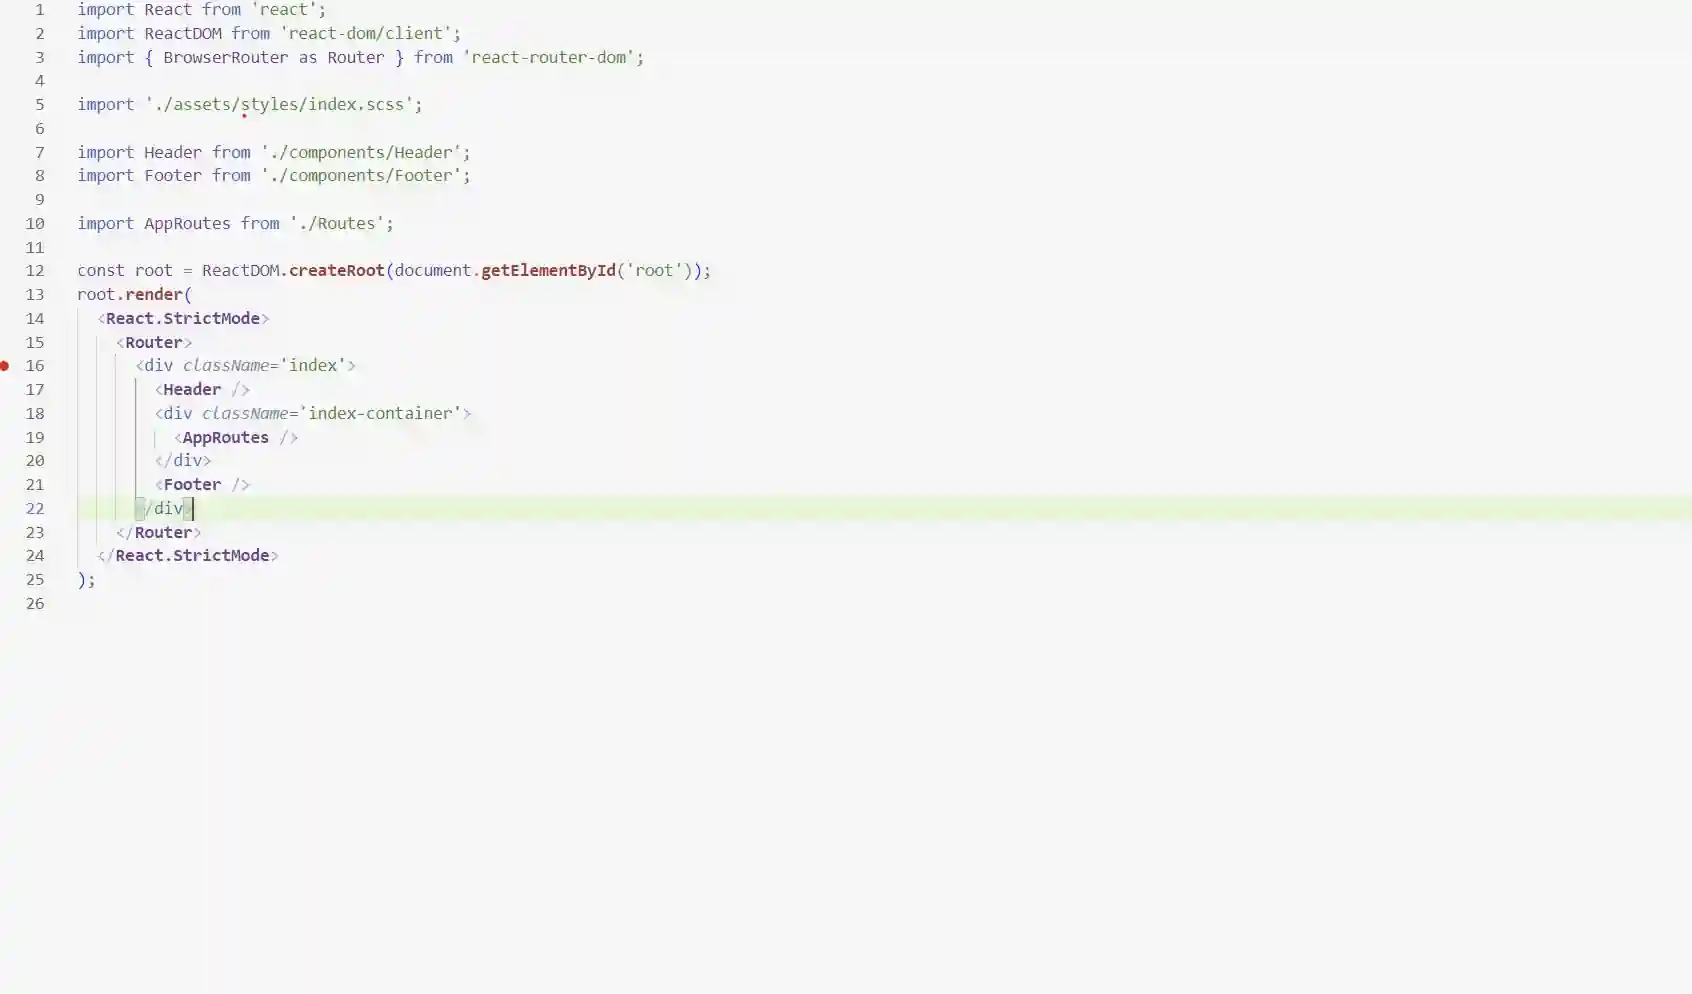 1 import React from 'react';
2 import ReactDOM from 'react-dom/client';
3 import { BrowserRouter as Router } from 'react-router-dom';
4
5 import './assets/styles/index.scss';
6
7 import Header from './components/Header';
8 import Footer from './components/Footer';
9
10 import AppRoutes from './Routes';
11
12 const root = ReactDOM.createRoot(document.getElementById('root'));
13 root.render(
14 <React.StrictMode>
15 <Router>
16 <div className='index'>
17 <Header />
18 <div className='index-container'>
19 <AppRoutes />
20 </div>
21 <Footer />
22 </div>
23 </Router>
24 </React.StrictMode>
25 );
26